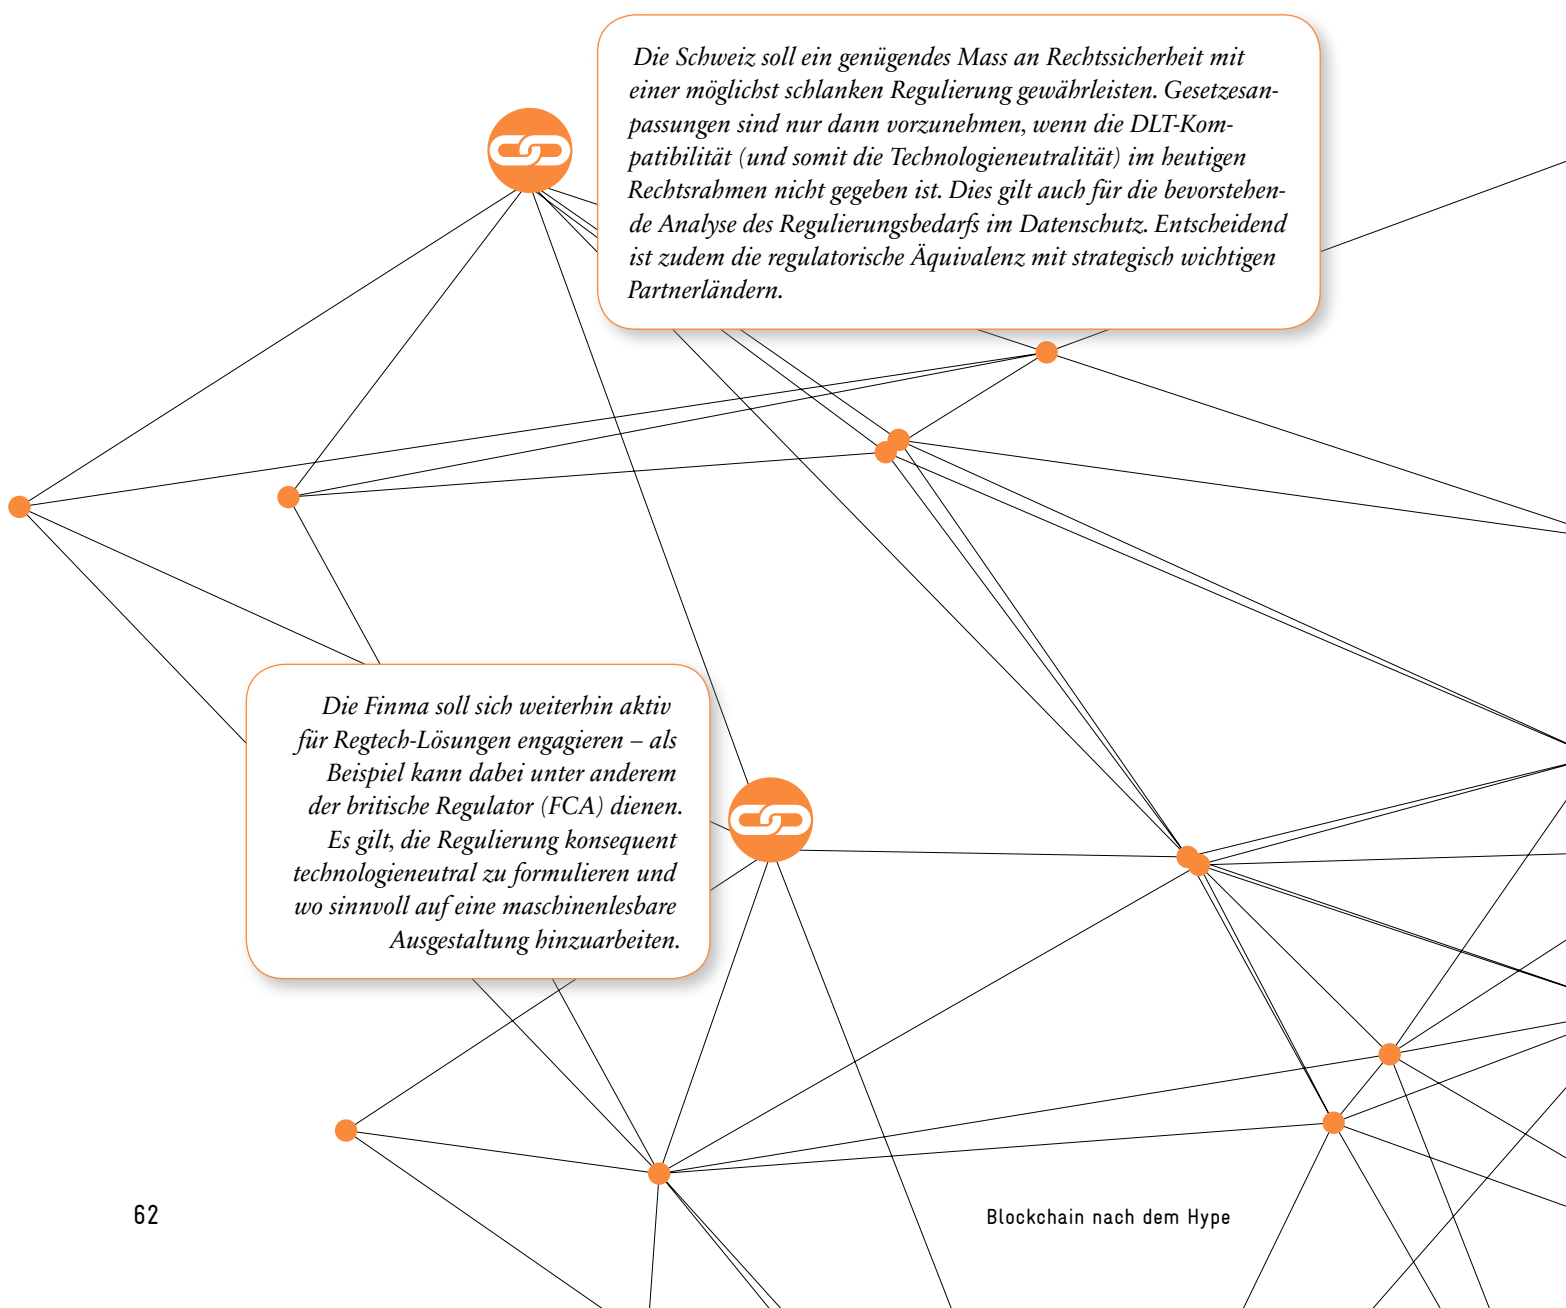 Die Schweiz soll ein genügendes Mass an Rechtssicherheit mit
einer möglichst schlanken Regulierung gewährleisten. Gesetzesan-
passungen sind nur dann vorzunehmen, wenn die DLT-Kom-
patibilität (und somit die Technologieneutralität) im heutigen
Rechtsrahmen nicht gegeben ist. Dies gilt auch für die bevorstehen-
de Analyse des Regulierungsbedarfs im Datenschutz. Entscheidend
ist zudem die regulatorische Äquivalenz mit strategisch wichtigen
Partnerländern.
Die Finma soll sich weiterhin aktiv
für Regtech-Lösungen engagieren – als
Beispiel kann dabei unter anderem
der britische Regulator (FCA) dienen.
Es gilt, die Regulierung konsequent
technologieneutral zu formulieren und
wo sinnvoll auf eine maschinenlesbare
Ausgestaltung hinzuarbeiten.
62
Blockchain nach dem Hype